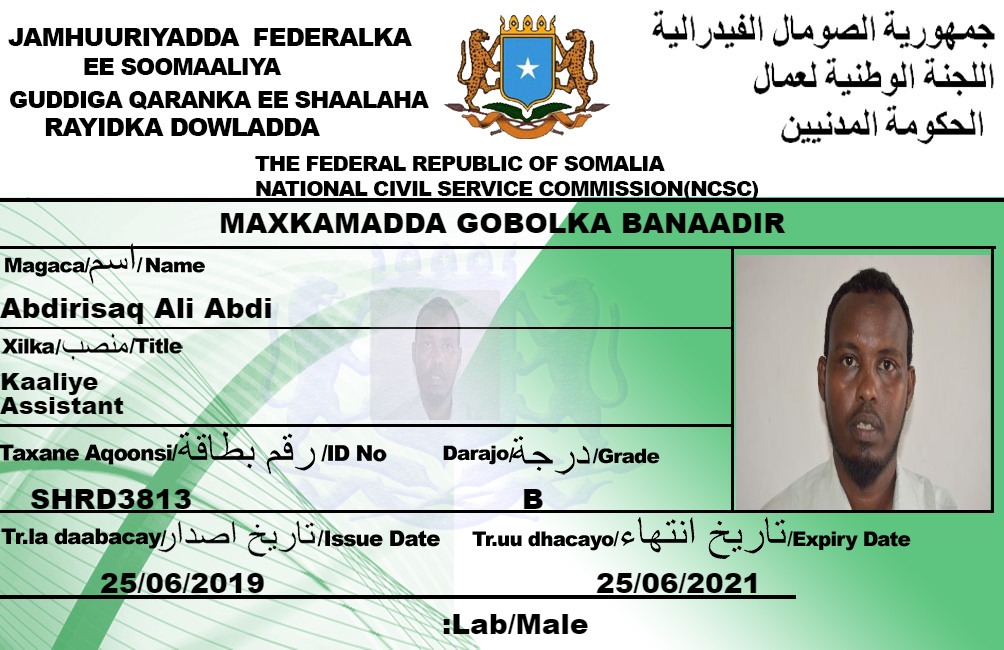 JAMHUURIYADDA FEDERALKA
EE SOOMAALIYA
GUDDIGA QARANKA EE SHAALAHA
RAYIDKA DOWLADDA
جمهورية الصومال الفيدرالية
اللجنة الوطنية لعمال
الحكومة المدنيين
THE FEDERAL REPUBLIC OF SOMALIA
NATIONAL CIVIL SERVICE COMMISSION(NCSC)
MAXKAMADDA GOBOLKA BANAADIR
Magaca/اسم/Name
Abdirisaq Ali Abdi
Xilka/منصب/Title
Kaaliye
Assistant
Taxane Aqoonsi/رقم بطاقة/ID No
Darajo/درجة/Grade
SHRD3813
B
Tr.la daabacay/تاريخ اصدار/Issue Date
Tr.uu dhacayo/تاريخ انتهاء/Expiry Date
25/06/2019
25/06/2021
:Lab/Male